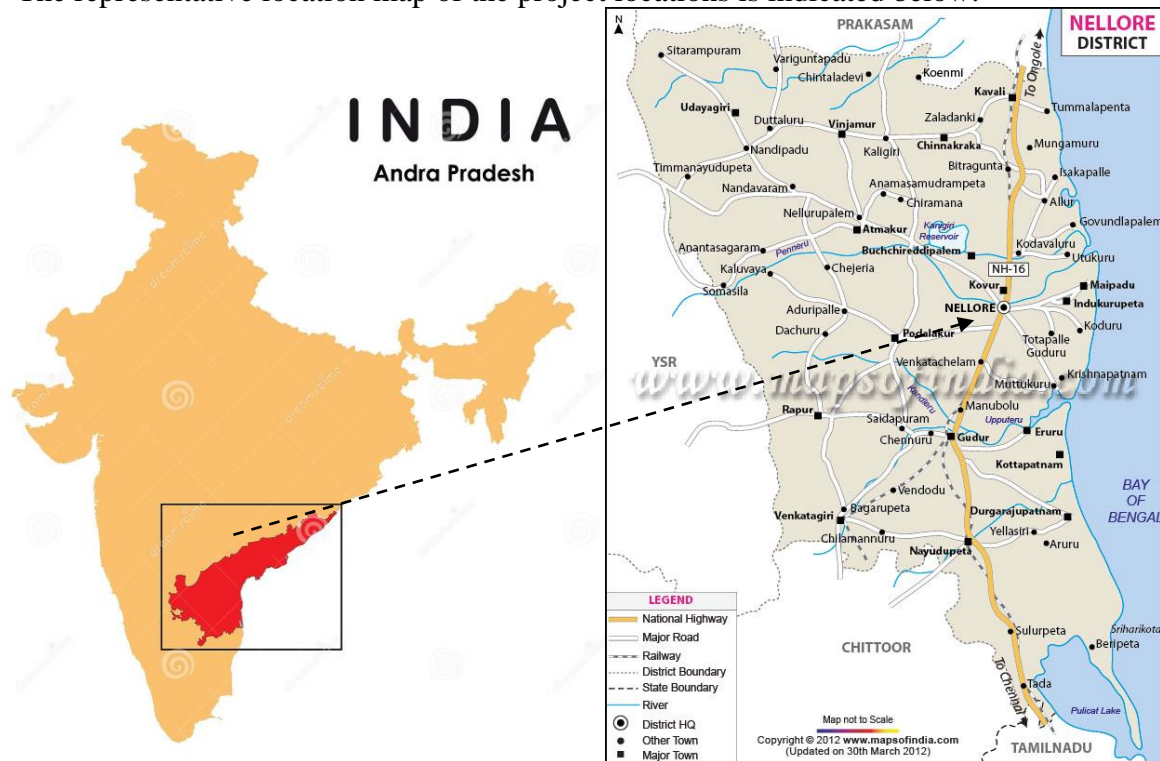 The representative location map of the project locations is indicated below:
INDIA
Andra Pradesh
N
PRAKASAM
NELLORE
DISTRICT
To Ongole
Sitarampuram
Variguntapadu
Chintaladevi
Koenmi
Kavali
Tummalapenta
Udayagiri
Duttaluru
Vinjamur
Zaladanki
Kaligiri
Chinnakraka
Mungamuru
Nandipadu
Bitragunta
Isakapalle
Timmanayudupeta
Nandavaram
Anamasamudrampeta
Chiramana
Allur
Nellurupalem
Govundlapalem
Atmakur
Kanigiri
Reservoir
Anantasagaram
Penneru
Buchchireddipalem
Kodavaluru
Utukuru
Kaluvaya
Chejeria
NH-16
Somasila
Kovur
Maipadu
Indukurupeta
Aduripalle
NELLORE
Dachuru
Podalakur
Koduru
Totapalle
Guduru
YSR
Venkatachelam
Krishnapatnam
Muttukuru
www.mapsofindia.com
Kandleru
Rapur
Saidapuram
Manubolu
Upputeru
Chennuru
Gudur
Eruru
Kottapatnam
BAY
OF
BENGAL
Vendodu
Bagarupeta
Venkatagiri
Durgarajupatnam
Chilamannuru
Yellasiri
Aruru
Nayudupeta
LEGEND
National Highway
Major Road
Railway
District Boundary
State Boundary
River
District HQ
Other Town
Major Town
CHITTOOR
Sulurpeta
Sriharikota
Beripeta
To Chennai
Tada
Pulicat Lake
Map not to Scale
Copyright © 2012 www.mapsofindia.com
(Updated on 30th March 2012)
TAMILNADU